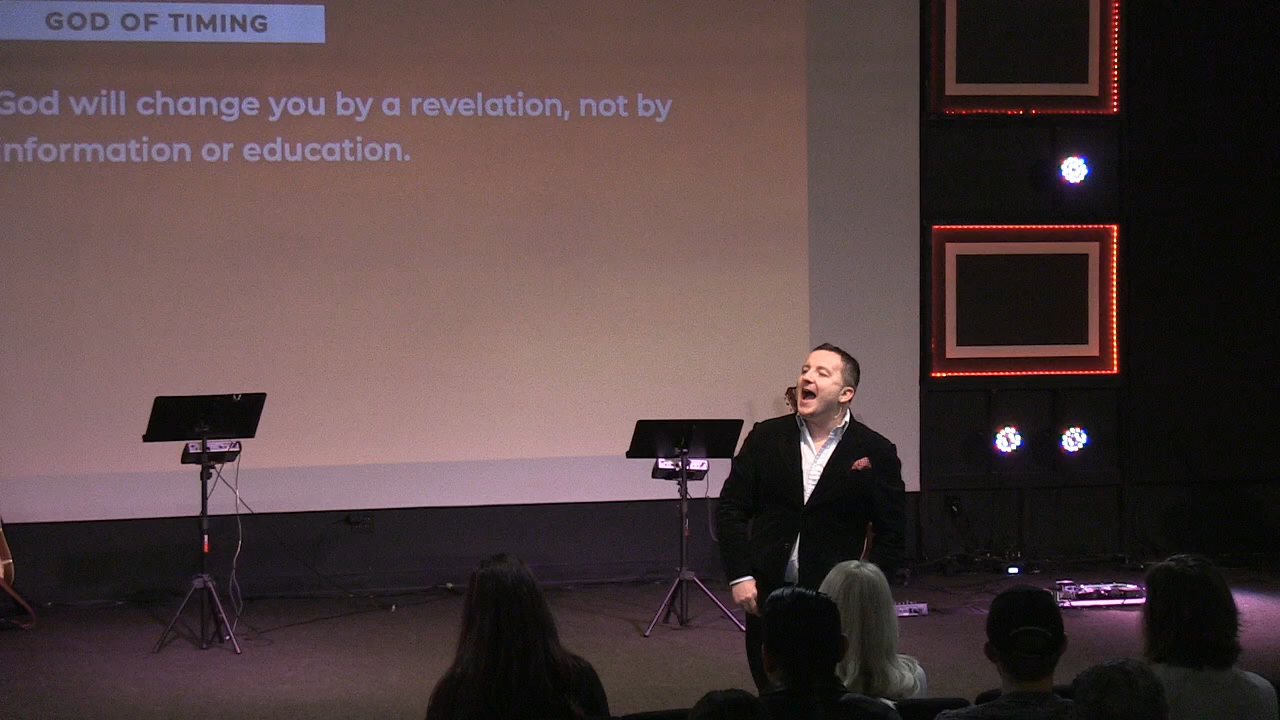 GOD OF TIMING
God will change you by a revelation, not by
information or education.